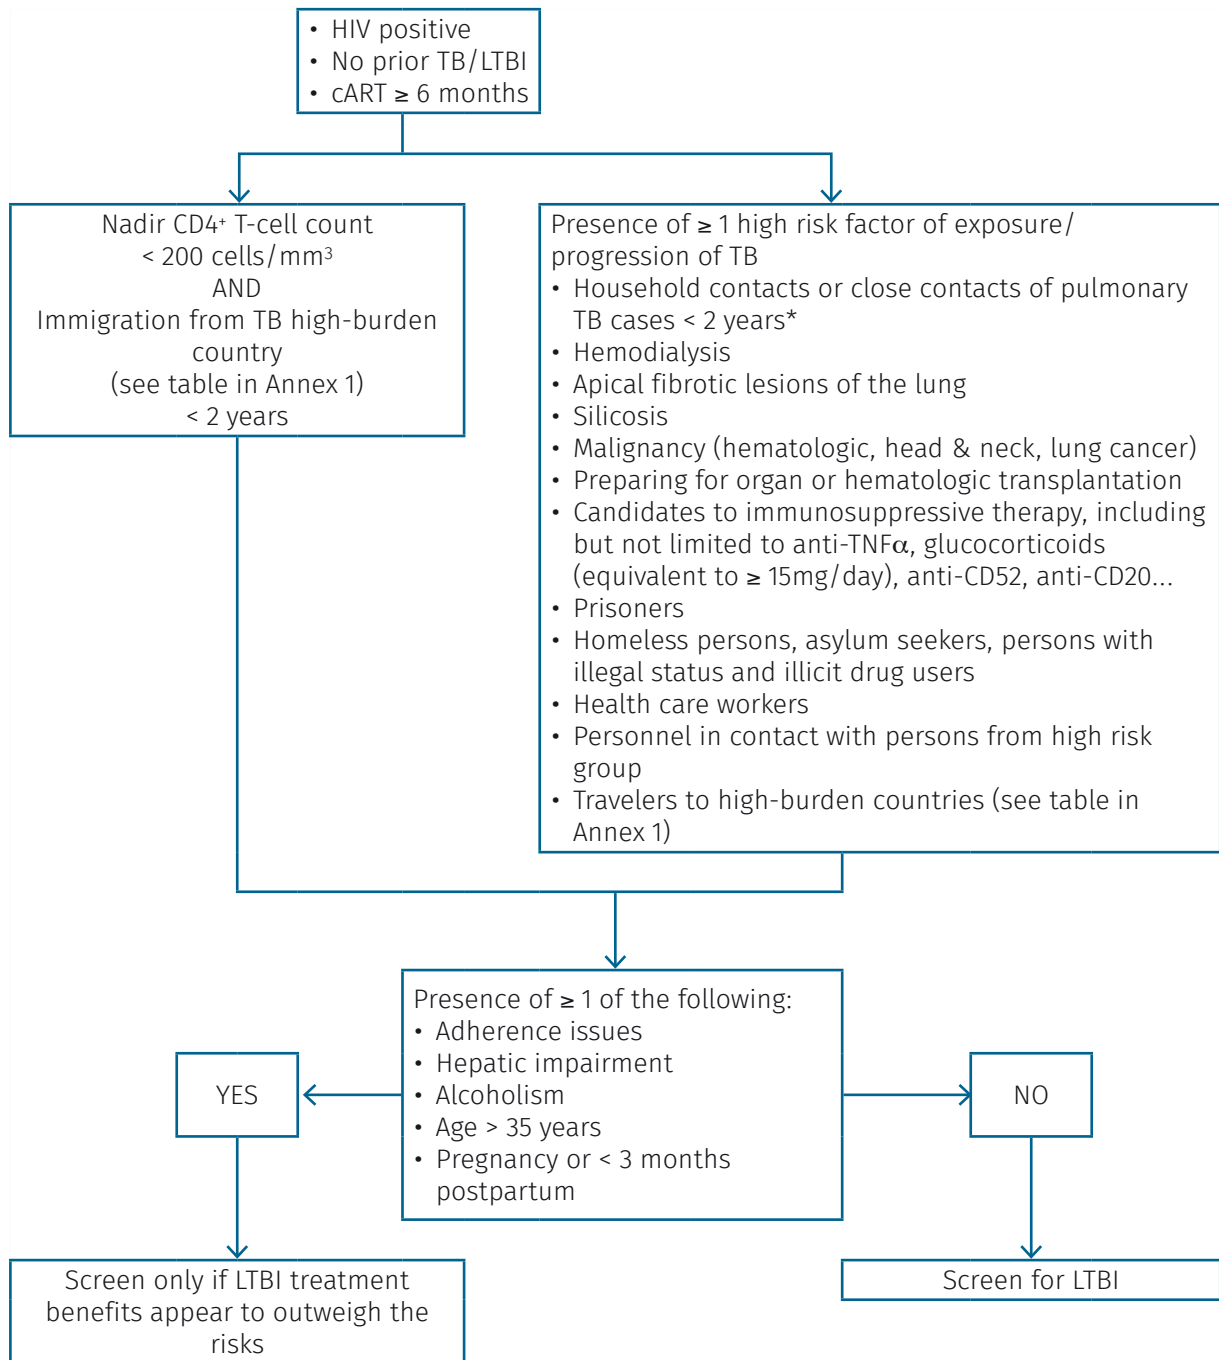 • HIV positive
• No prior TB/LTBI
• cART ≥ 6 months
Nadir CD4⁺ T-cell count
< 200 cells/mm³
AND
Immigration from TB high-burden
country
(see table in Annex 1)
< 2 years
Presence of ≥ 1 high risk factor of exposure/
progression of TB
• Household contacts or close contacts of pulmonary
TB cases < 2 years*
• Hemodialysis
• Apical fibrotic lesions of the lung
• Silicosis
• Malignancy (hematologic, head & neck, lung cancer)
• Preparing for organ or hematologic transplantation
• Candidates to immunosuppressive therapy, including
but not limited to anti-TNFα, glucocorticoids
(equivalent to ≥ 15mg/day), anti-CD52, anti-CD20...
• Prisoners
• Homeless persons, asylum seekers, persons with
illegal status and illicit drug users
• Health care workers
• Personnel in contact with persons from high risk
group
• Travelers to high-burden countries (see table in
Annex 1)
Presence of ≥ 1 of the following:
• Adherence issues
• Hepatic impairment
• Alcoholism
• Age > 35 years
• Pregnancy or < 3 months
postpartum
YES
NO
Screen only if LTBI treatment
benefits appear to outweigh the
risks
Screen for LTBI